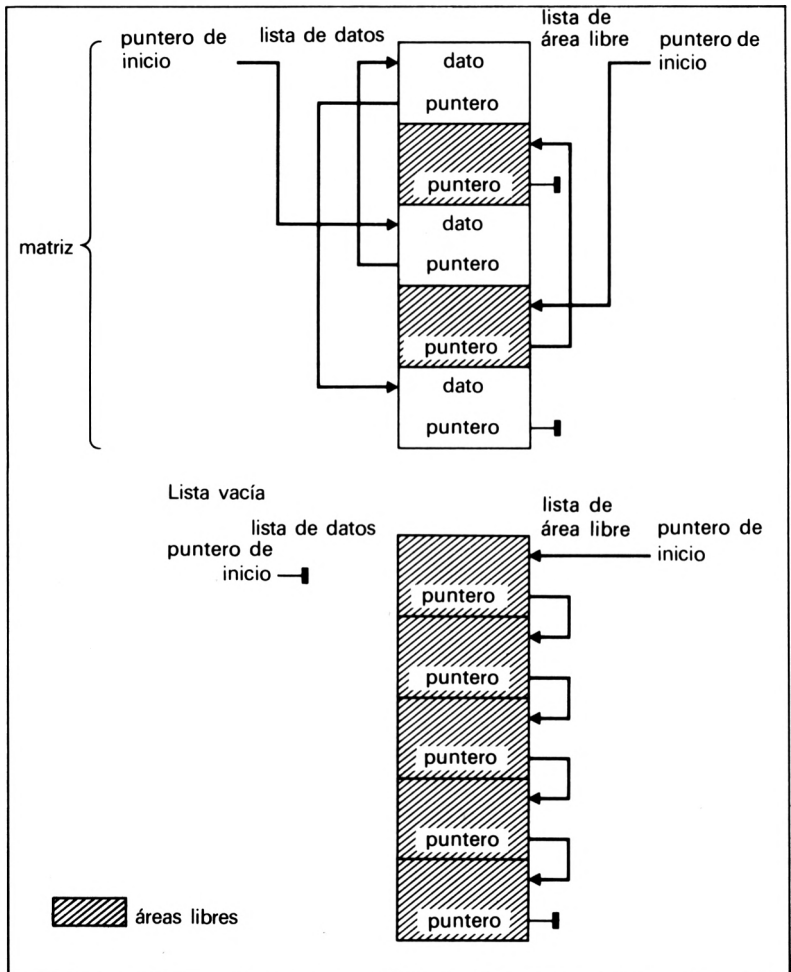 puntero de
inicio
lista de datos
lista de
área libre
puntero de
inicio
matriz
dato
puntero
puntero
dato
puntero
puntero
dato
puntero
Lista vacía
lista de datos
puntero de
inicio
lista de
área libre
puntero de
inicio
puntero
puntero
puntero
puntero
puntero
áreas libres